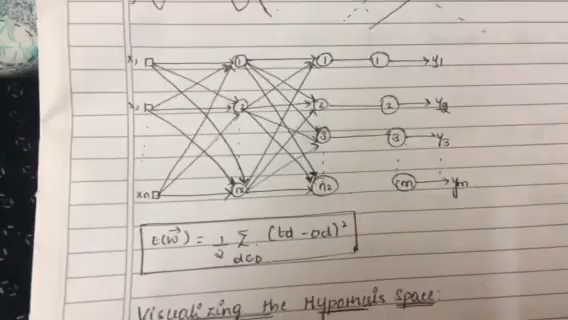 x1 1 1 1 y1
x2 2 2 2 y2
3 3 y3
xn n n2 m ym
E(w⃗) = 1/2 Σ d∈D (td - od)²
Visualizing the Hypothesis space: